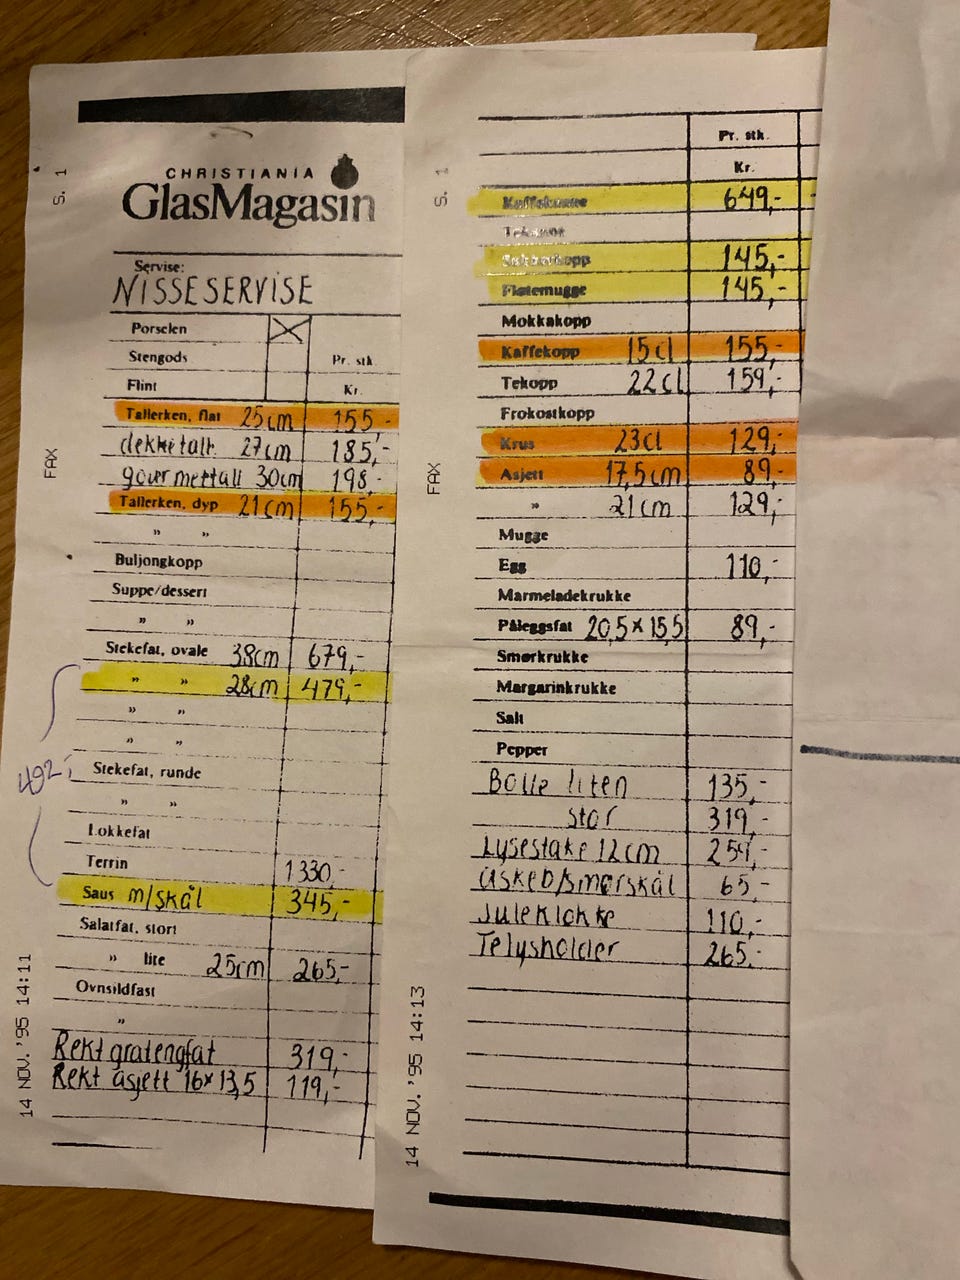 S. 1
CHRISTIANIA
GlasMagasin
Servise:
NISSESERVISE
Porselen
Stengods Pr. stk
Flint Kr.
Tallerken, flat 25cm 155,-
27cm 185,-
gourmettall 30cm 198,-
Tallerken, dyp 21cm 155,-
" "
Buljongkopp
Suppe/dessert
" "
Stekefat, ovale 38cm 679,-
" " 28cm 479,-
" "
" "
492,-
Stekefat, runde
" "
Lokkefat
Terrin 1330,-
Saus m/skål 345,-
Salatfat, stort
" lite 25cm 265,-
Ovnsildfast
"
Rekt gratengfat 319,-
Rekt asjett 16x13,5 119,-
FAX
14 NOV. '95 14:11
S. 1
Pr. stk.
Kr.
Kaffekanne 649,-
Tekanne
Sukkerkopp 145,-
Fløtemugge 145,-
Mokkakopp
Kaffekopp 15cl 155,-
Tekopp 22cl 159,-
Frokostkopp
Krus 23cl 129,-
Asjett 17,5cm 89,-
" 21cm 129,-
Mugge
Egg 110,-
Marmeladekrukke
Påleggsfat 20,5x15,5 89,-
Smørkrukke
Margarinkrukke
Salt
Pepper
Bolle liten 135,-
stor 319,-
Lysestake 12cm 259,-
askeb/smørskål 65,-
Juleklokke 110,-
Telysholder 265,-
FAX
14 NOV. '95 14:13